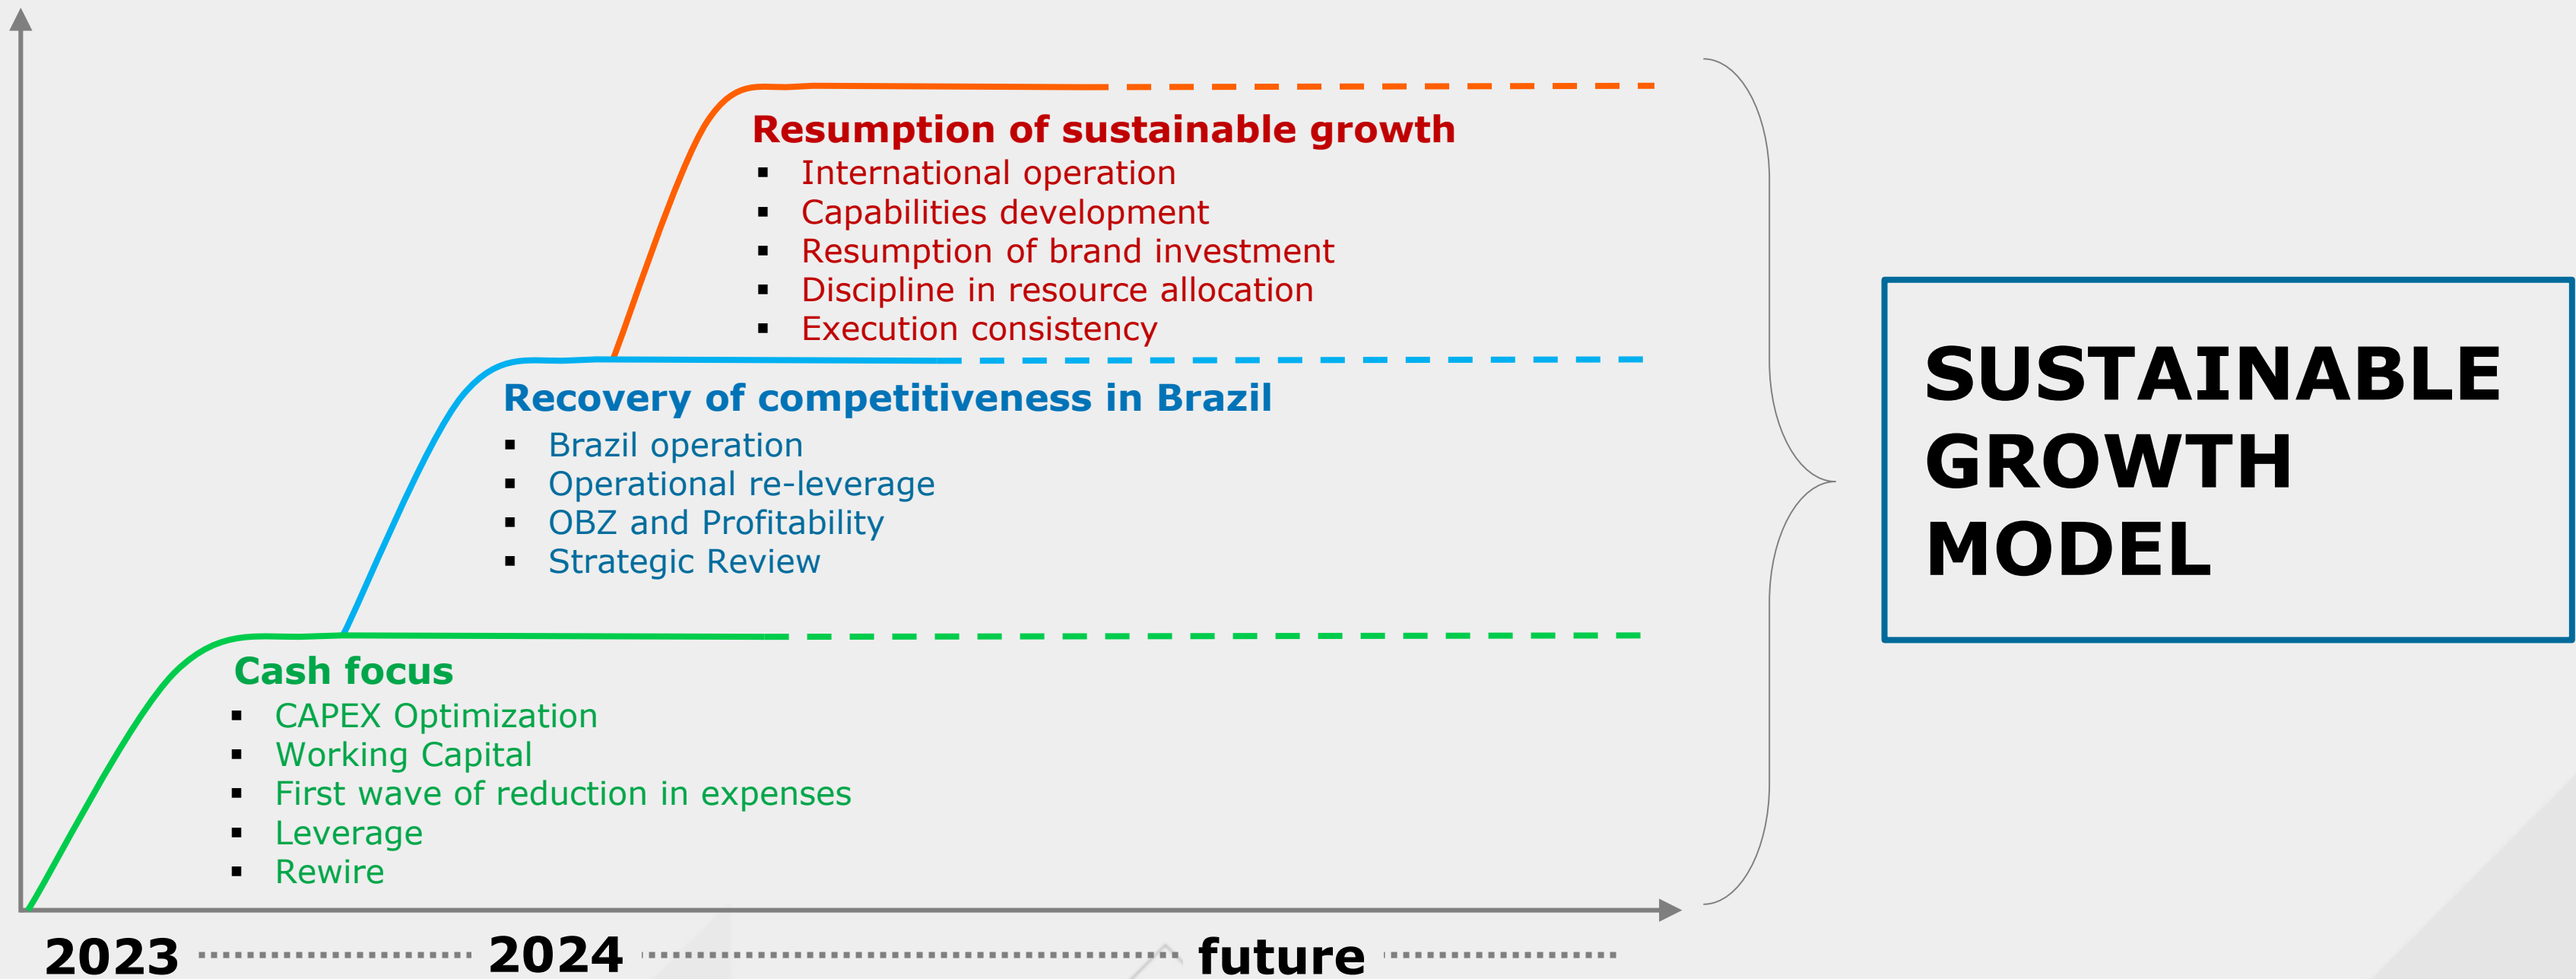 Resumption of sustainable growth
▪ International operation
▪ Capabilities development
▪ Resumption of brand investment
▪ Discipline in resource allocation
▪ Execution consistency
Recovery of competitiveness in Brazil
▪ Brazil operation
▪ Operational re-leverage
▪ OBZ and Profitability
▪ Strategic Review
Cash focus
▪ CAPEX Optimization
▪ Working Capital
▪ First wave of reduction in expenses
▪ Leverage
▪ Rewire
2023 2024 future
SUSTAINABLE
GROWTH
MODEL